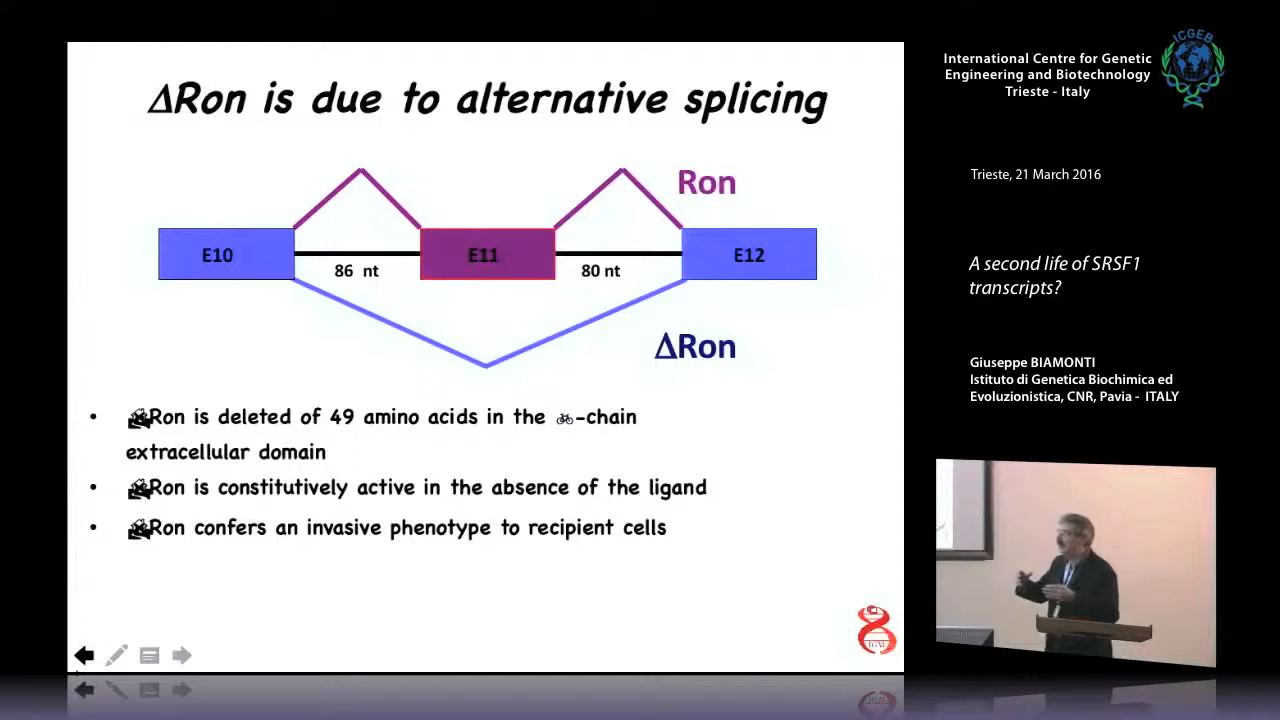 ΔRon is due to alternative splicing
Ron
E10
E11
E12
86 nt
80 nt
ΔRon
• Ron is deleted of 49 amino acids in the -chain
extracellular domain
• Ron is constitutively active in the absence of the ligand
• Ron confers an invasive phenotype to recipient cells
IGM
ICGEB
International Centre for Genetic
Engineering and Biotechnology
Trieste - Italy
Trieste, 21 March 2016
A second life of SRSF1
transcripts?
Giuseppe BIAMONTI
Istituto di Genetica Biochimica ed
Evoluzionistica, CNR, Pavia - ITALY